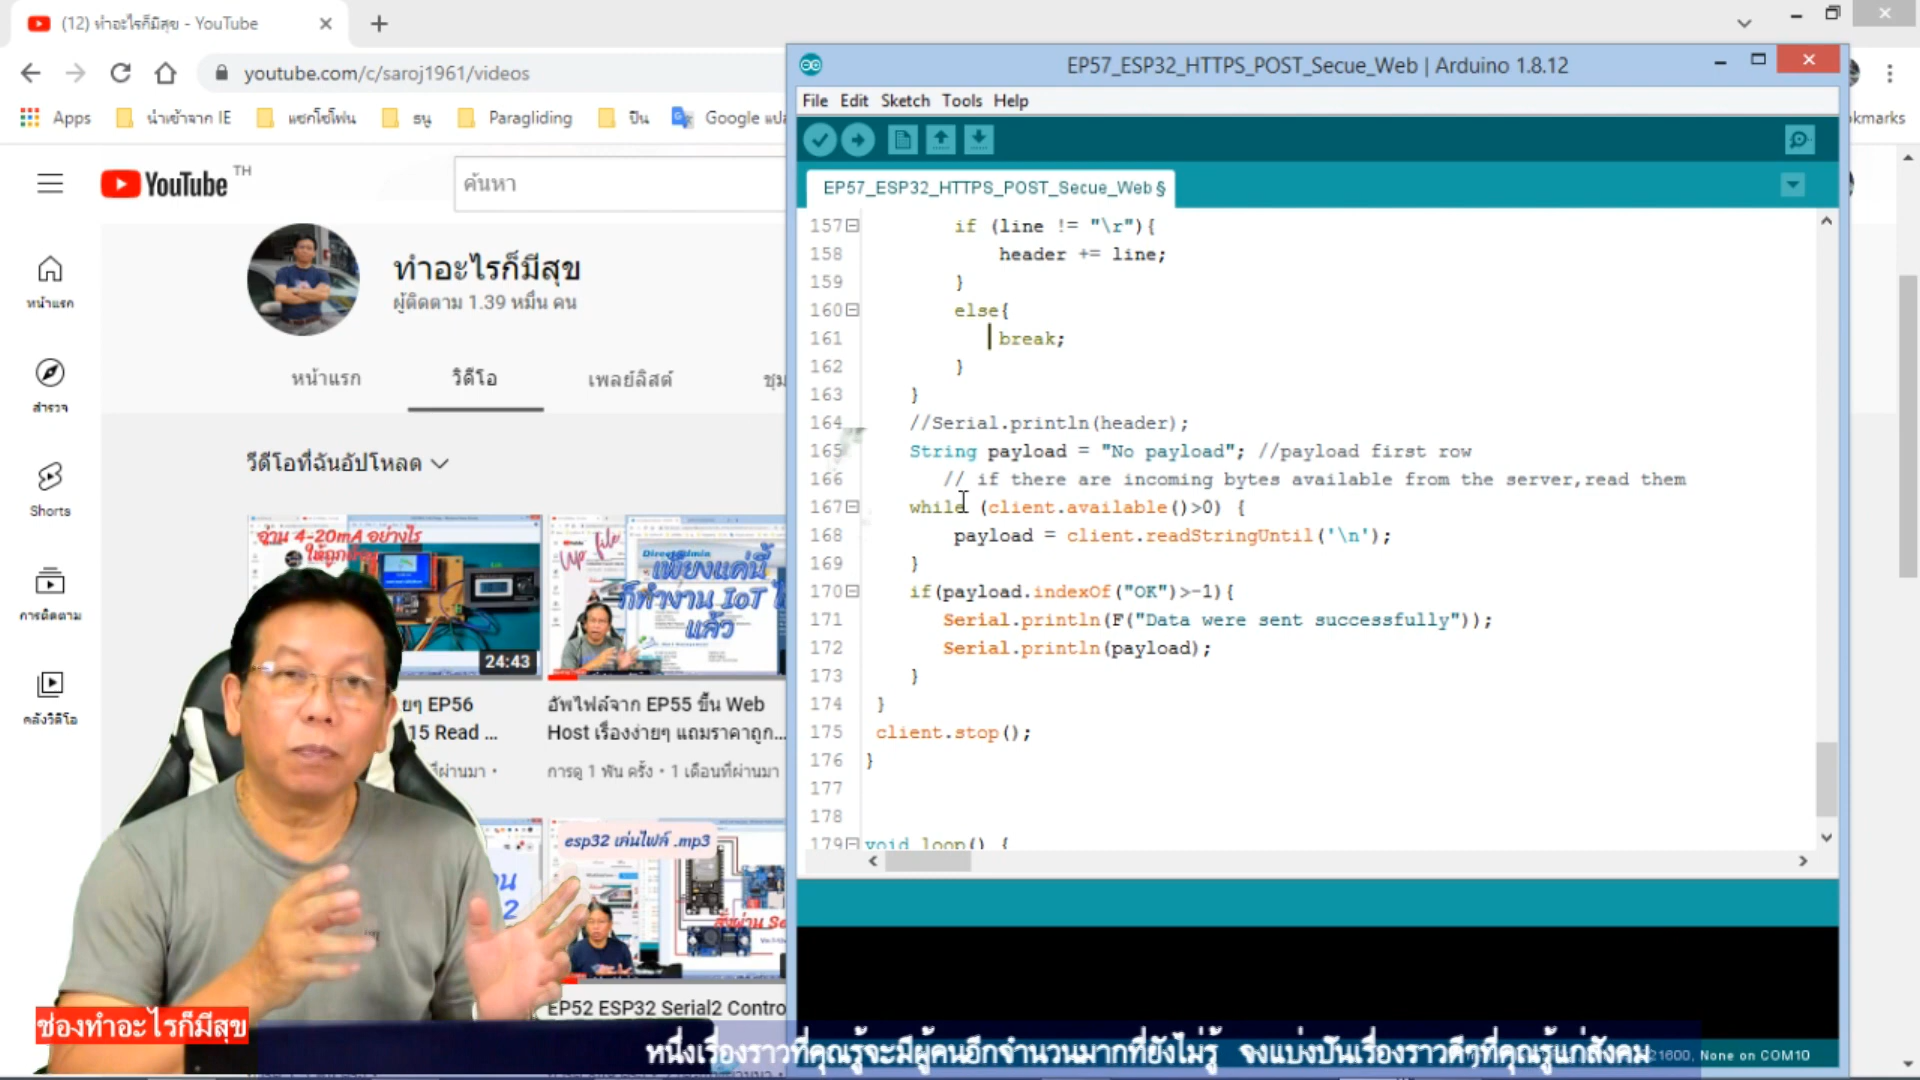 (12) ทำอะไรก็มีสุข - YouTube
youtube.com/c/saroj1961/videos
Apps
นำเข้าจาก IE
แซกโซโฟน
ธนู
Paragliding
ปืน
Google
kmarks
YouTube TH
ค้นหา
หน้าแรก
สำรวจ
Shorts
การติดตาม
คลังวิดีโอ
ทำอะไรก็มีสุข
ผู้ติดตาม 1.39 หมื่น คน
หน้าแรก
วิดีโอ
เพลย์ลิสต์
วิดีโอที่ฉันอัปโหลด
อ่าน 4-20mA อย่างไร
24:43
DirectAdmin
เพียงแค่นี้
ก็ทำงาน IoT
แล้ว
ยๆ EP56
15 Read ...
อัพไฟล์จาก EP55 ขึ้น Web
Host เรื่องง่ายๆ แถมราคาถูก...
การดู 1 พัน ครั้ง • 1 เดือนที่ผ่านมา
esp32 เล่นไฟล์ .mp3
EP52 ESP32 Serial2 Contro
EP57_ESP32_HTTPS_POST_Secue_Web | Arduino 1.8.12
File Edit Sketch Tools Help
EP57_ESP32_HTTPS_POST_Secue_Web §
157 if (line != "\r"){
158 header += line;
159 }
160 else{
161 break;
162 }
163 }
164 //Serial.println(header);
165 String payload = "No payload"; //payload first row
166 // if there are incoming bytes available from the server,read them
167 while (client.available()>0) {
168 payload = client.readStringUntil('\n');
169 }
170 if(payload.indexOf("OK")>-1){
171 Serial.println(F("Data were sent successfully"));
172 Serial.println(payload);
173 }
174 }
175 client.stop();
176 }
177
178
179 void loop() {
ช่องทำอะไรก็มีสุข
หนึ่งเรื่องราวที่คุณรู้จะมีผู้คนอีกจำนวนมากที่ยังไม่รู้ จงแบ่งปันเรื่องราวดีๆที่คุณรู้แก่สังคม
21600, None on COM10